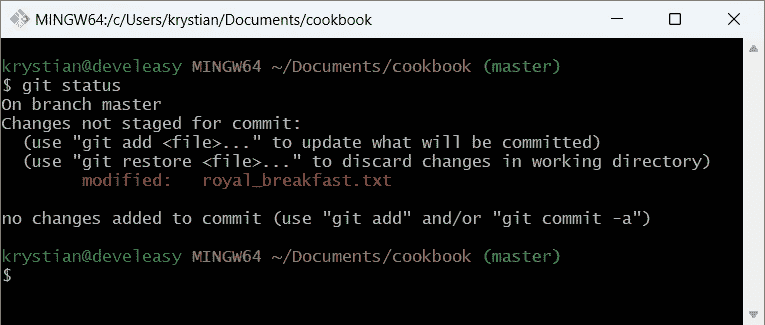 MINGW64:/c/Users/krystian/Documents/cookbook
krystian@develeasy MINGW64 ~/Documents/cookbook (master)
$ git status
On branch master
Changes not staged for commit:
  (use "git add <file>..." to update what will be committed)
  (use "git restore <file>..." to discard changes in working directory)
        modified:   royal_breakfast.txt
no changes added to commit (use "git add" and/or "git commit -a")
krystian@develeasy MINGW64 ~/Documents/cookbook (master)
$